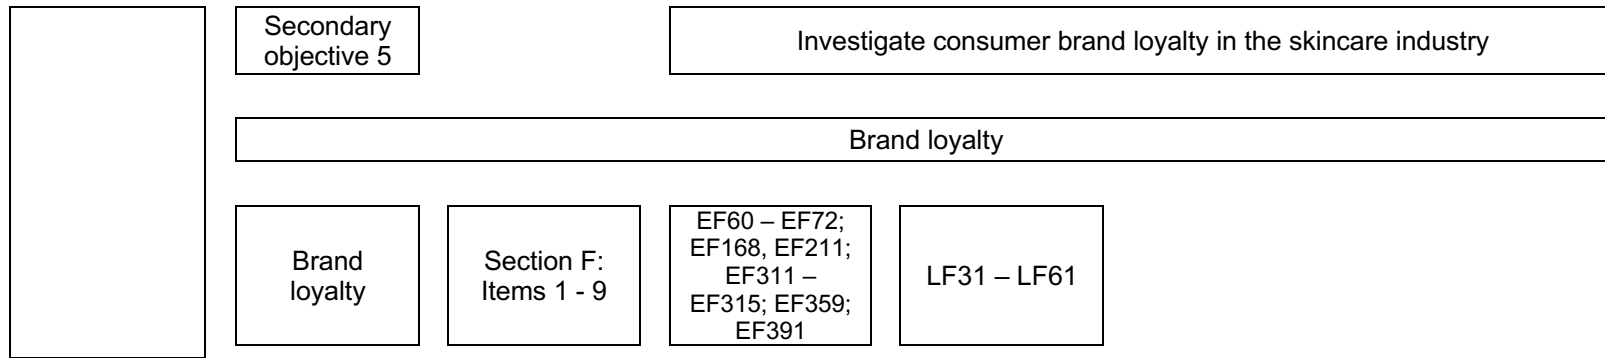 Secondary
objective 5
Investigate consumer brand loyalty in the skincare industry
Brand loyalty
Brand
loyalty
Section F:
Items 1 - 9
EF60 – EF72;
EF168, EF211;
EF311 –
EF315; EF359;
EF391
LF31 – LF61